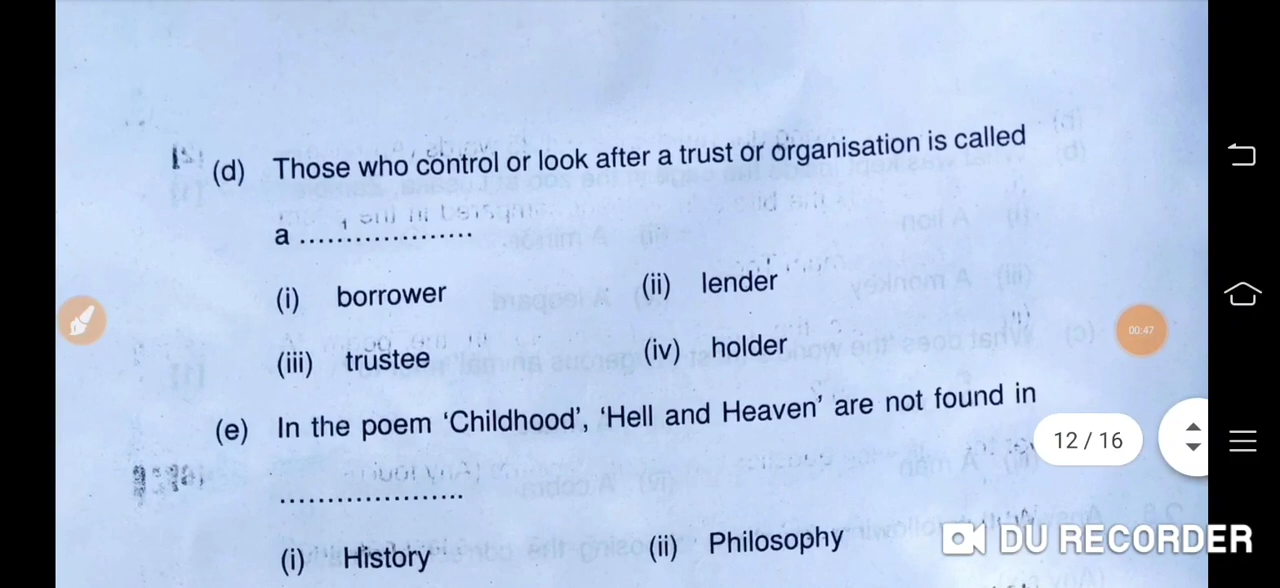 (d) Those who control or look after a trust or organisation is called
a ...................
(i) borrower (ii) lender
(iii) trustee (iv) holder
00:47
(e) In the poem ‘Childhood’, ‘Hell and Heaven’ are not found in
12 / 16
....................
(i) History (ii) Philosophy
DU RECORDER